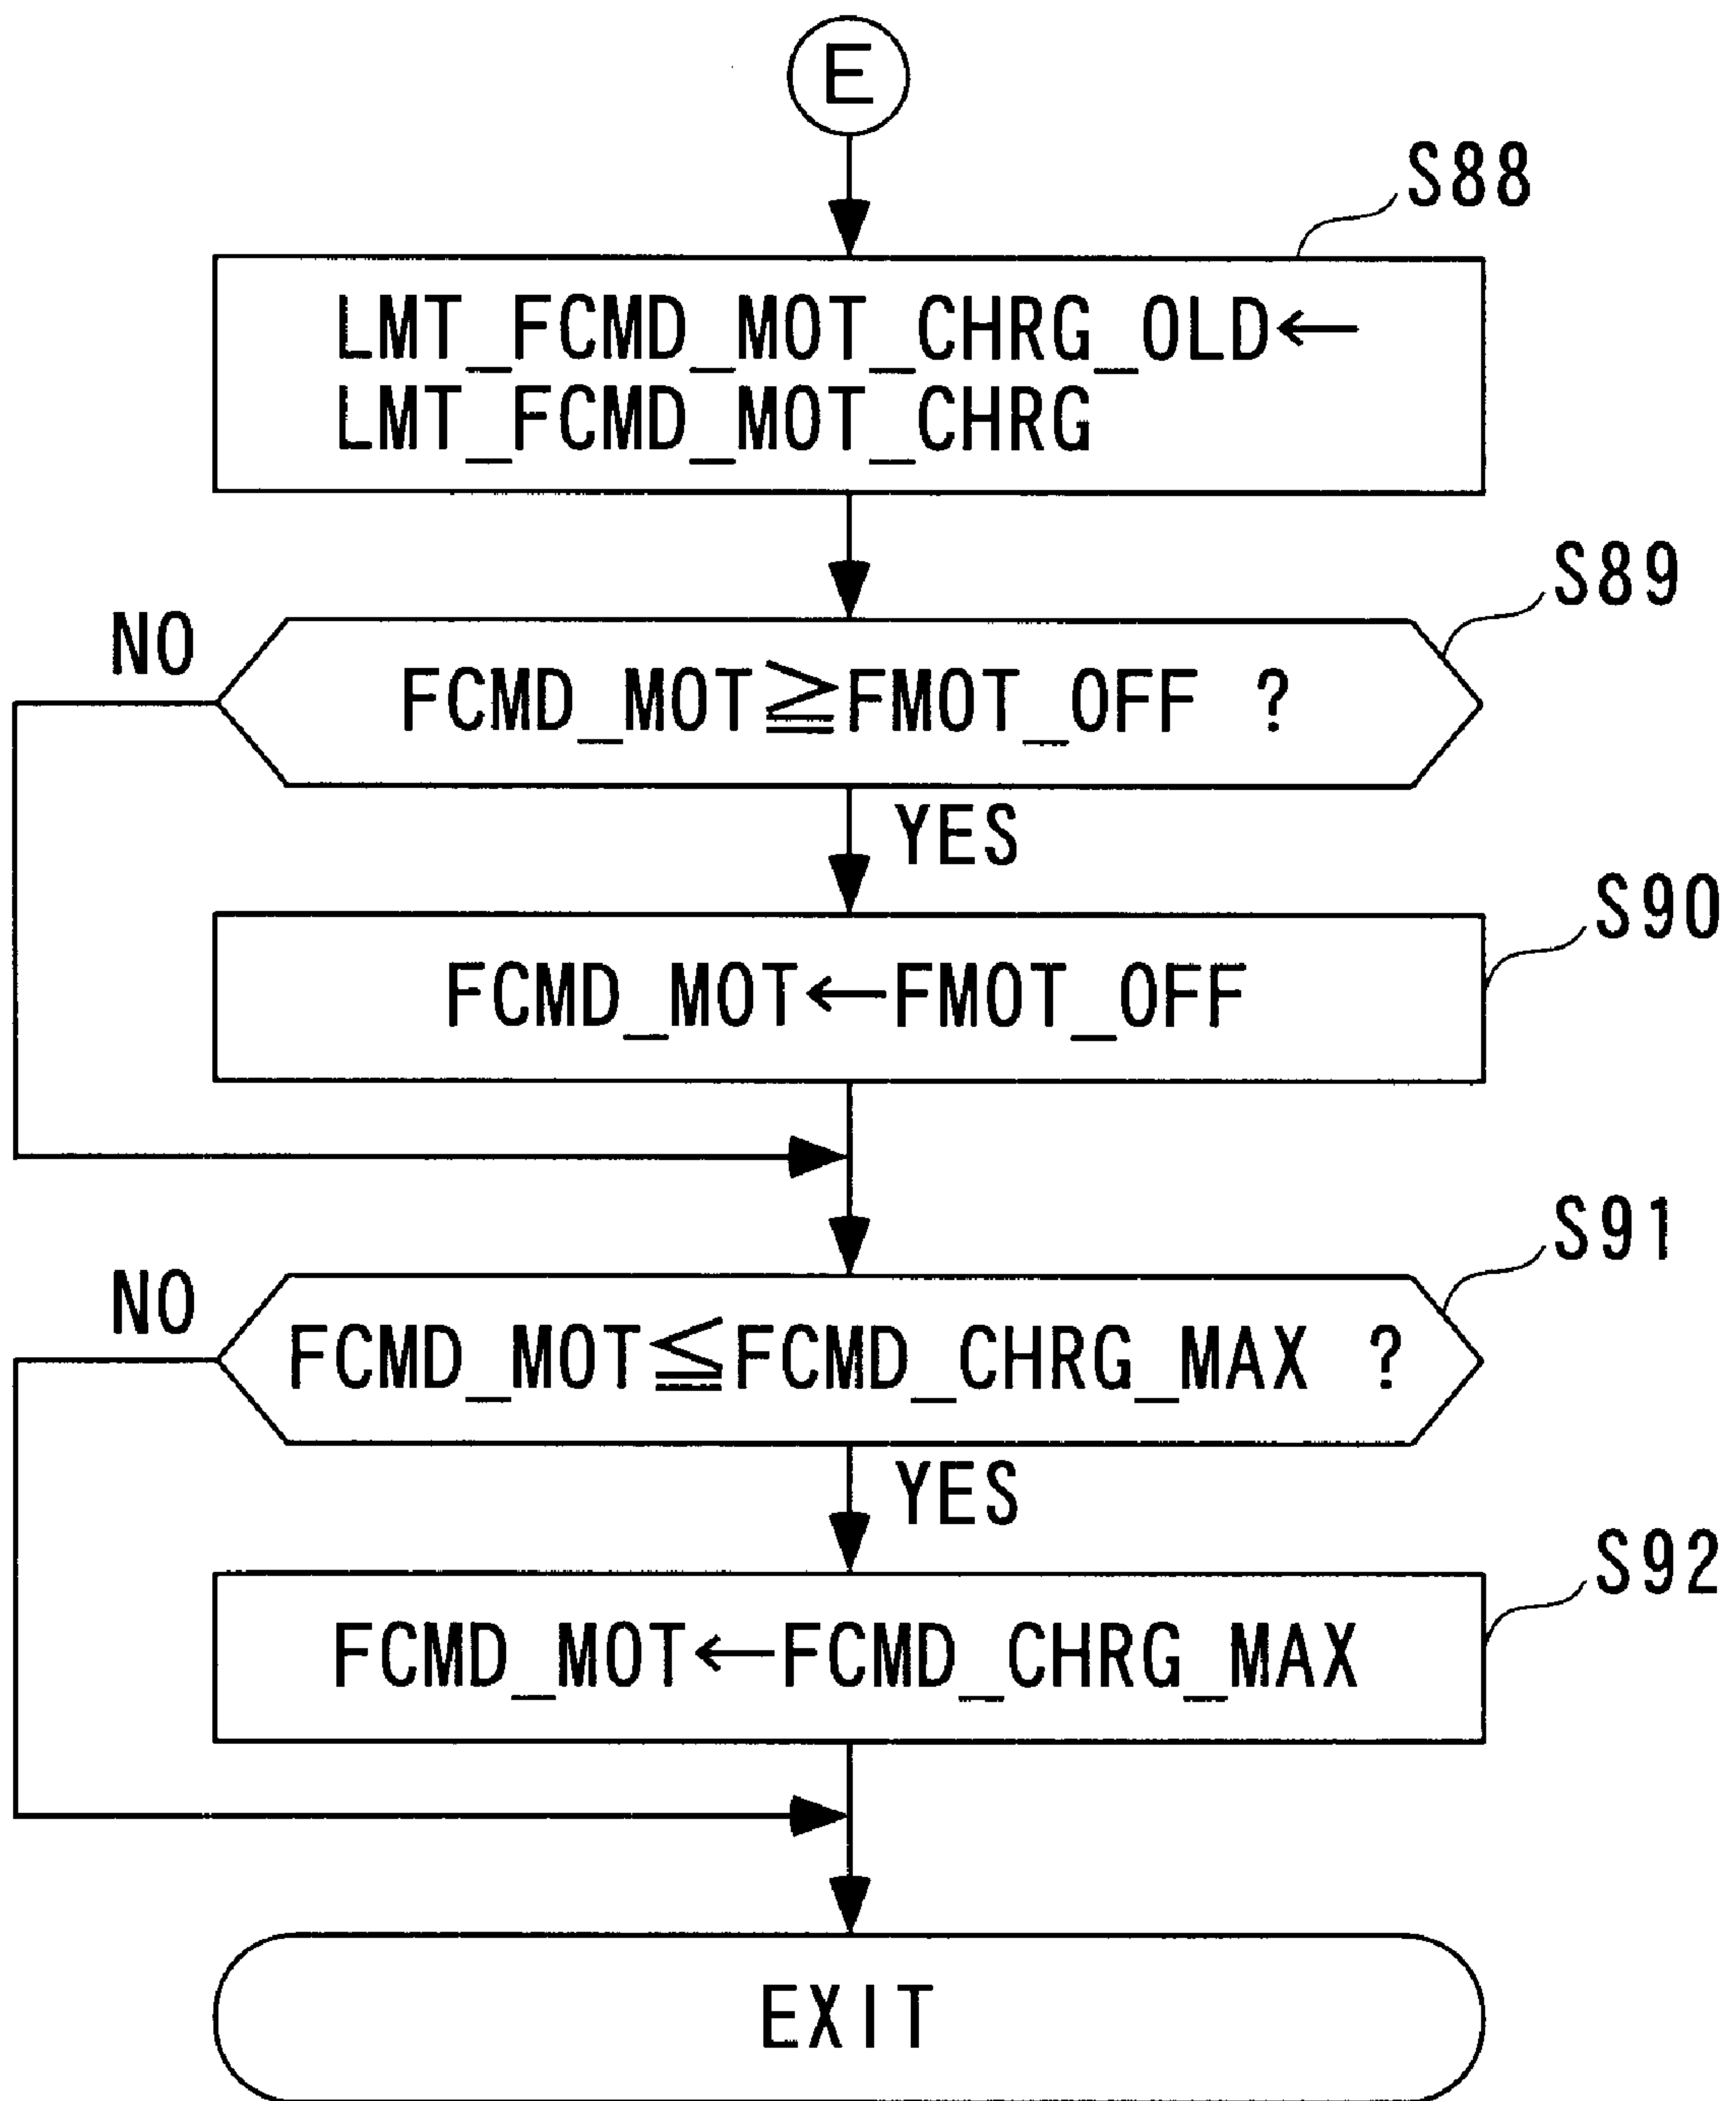 E
S88
LMT_FCMD_MOT_CHRG_OLD←
LMT_FCMD_MOT_CHRG
S89
NO
FCMD_MOT≧FMOT_OFF ?
YES
S90
FCMD_MOT←FMOT_OFF
S91
NO
FCMD_MOT≦FCMD_CHRG_MAX ?
YES
S92
FCMD_MOT←FCMD_CHRG_MAX
EXIT